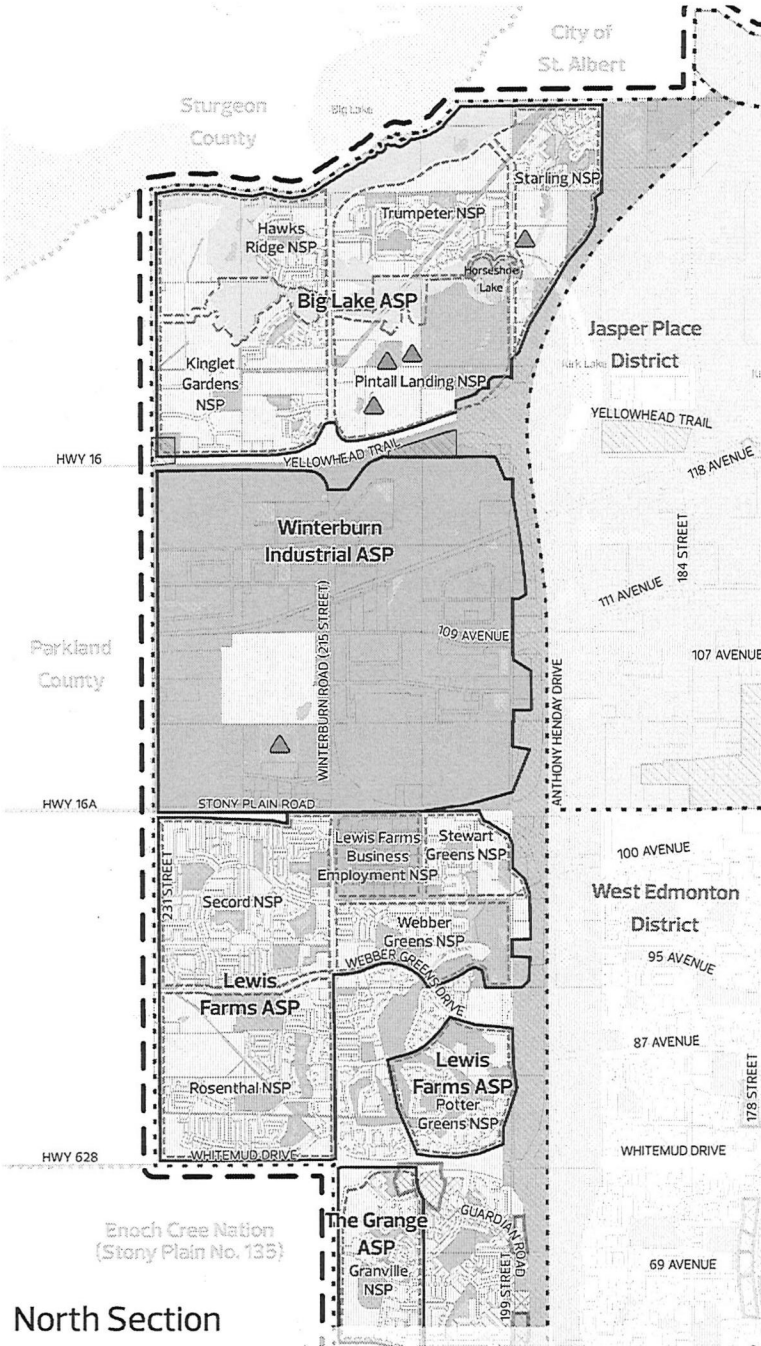 City of
St. Albert
Sturgeon
County
Big Lake
Starling NSP
Trumpeter NSP
Hawks
Ridge NSP
Horseshoe
Lake
Big Lake ASP
Jasper Place
District
Kirk Lake
Kinglet
Gardens
NSP
Pintail Landing NSP
YELLOWHEAD TRAIL
HWY 16
YELLOWHEAD TRAIL
118 AVENUE
184 STREET
Winterburn
Industrial ASP
111 AVENUE
WINTERBURN ROAD (215 STREET)
109 AVENUE
Parkland
County
107 AVENUE
ANTHONY HENDAY DRIVE
HWY 16A
STONY PLAIN ROAD
Lewis Farms
Business
Employment NSP
Stewart
Greens NSP
100 AVENUE
231 STREET
Secord NSP
West Edmonton
District
Webber
Greens NSP
WEBBER GREENS DRIVE
95 AVENUE
Lewis
Farms ASP
87 AVENUE
Lewis
Farms ASP
Potter
Greens NSP
Rosenthal NSP
178 STREET
HWY 628
WHITEMUD DRIVE
WHITEMUD DRIVE
Enoch Cree Nation
(Stony Plain No. 135)
The Grange
ASP
Granville
NSP
GUARDIAN ROAD
199 STREET
69 AVENUE
North Section